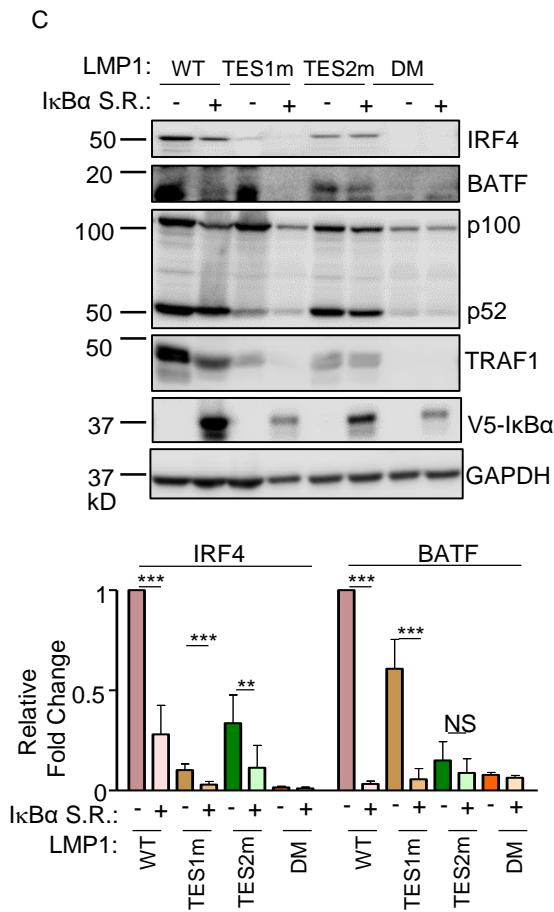 C
LMP1: WT TES1m TES2m DM
IκBα S.R.: - + - + - + - +
50 IRF4
20 BATF
100 p100
50 p52
50 TRAF1
37 V5-IκBα
37 GAPDH
kD
IRF4 BATF
*** *** ** *** *** NS
1
0.5
0
Relative
Fold Change
IκBα S.R.: - + - + - + - + - + - + - + - +
LMP1: WT TES1m TES2m DM WT TES1m TES2m DM